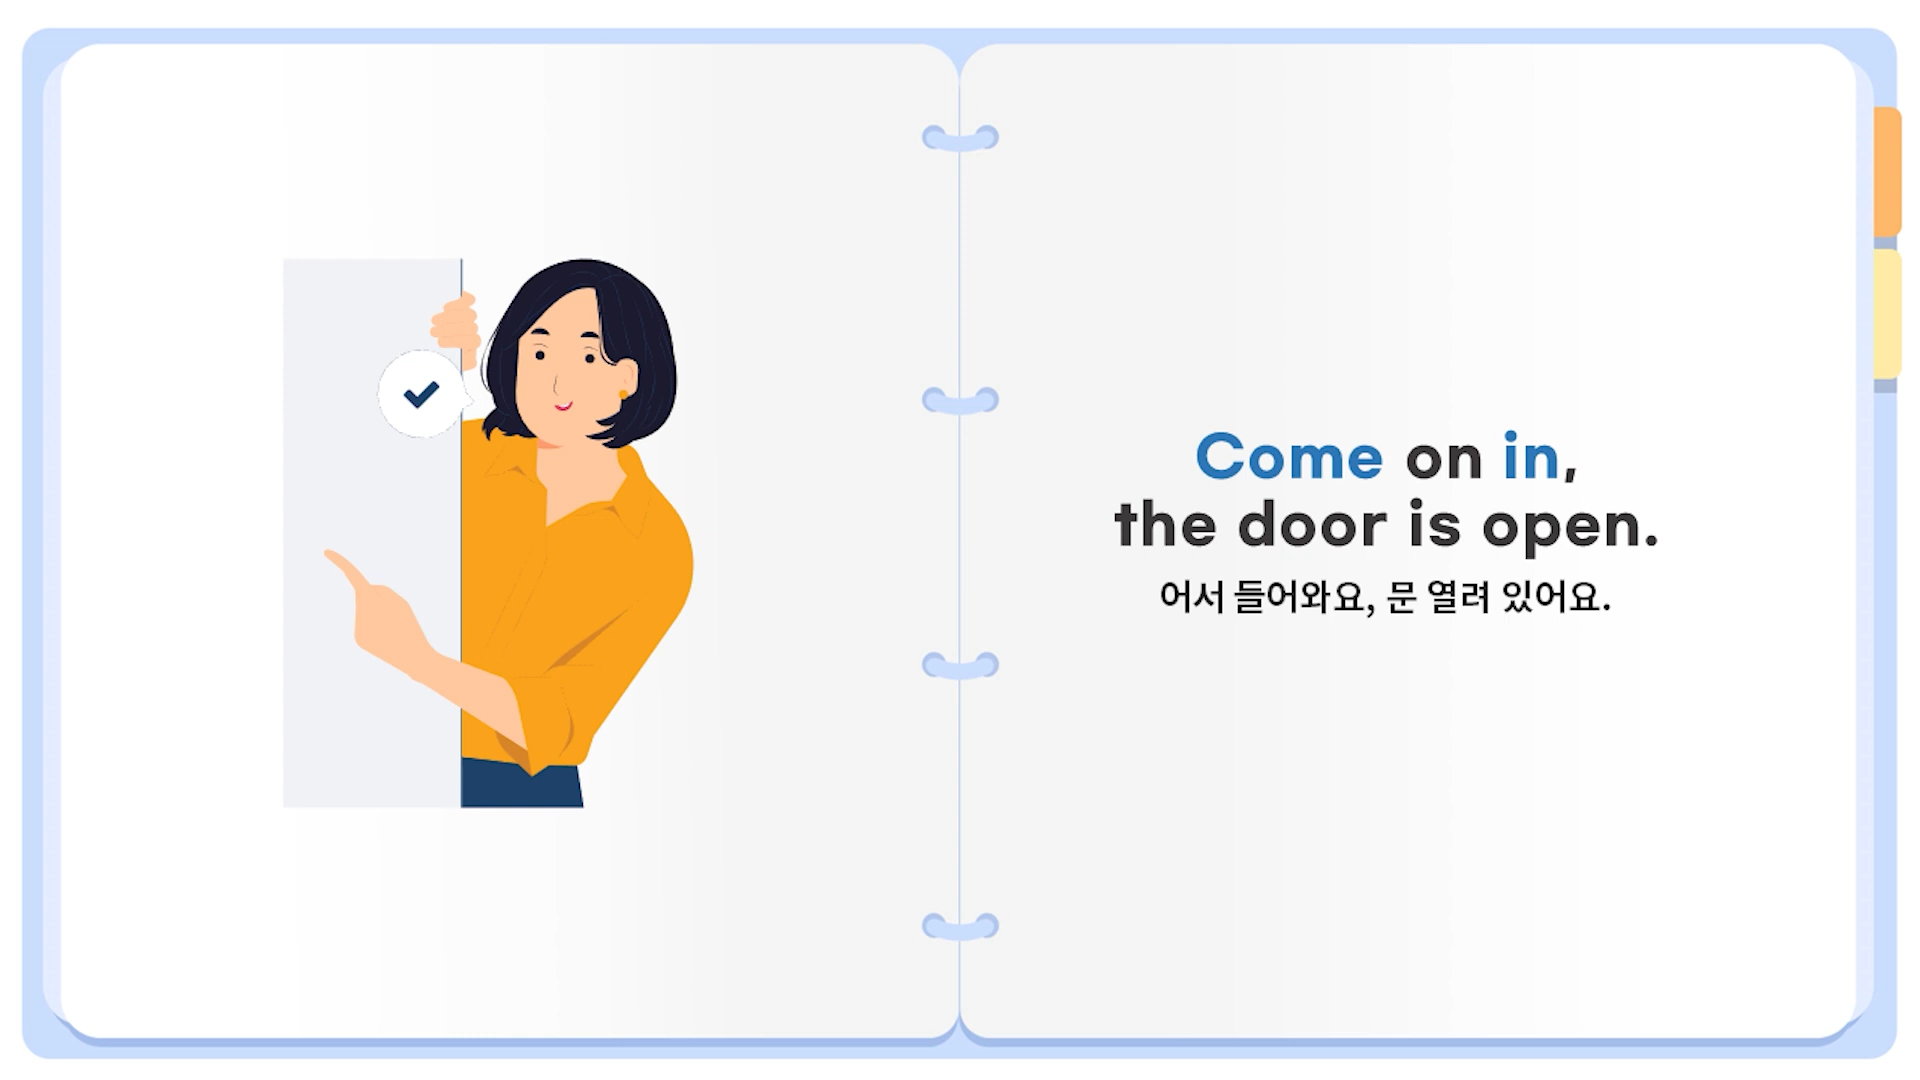 Come on in,
the door is open.
어서 들어와요, 문 열려 있어요.